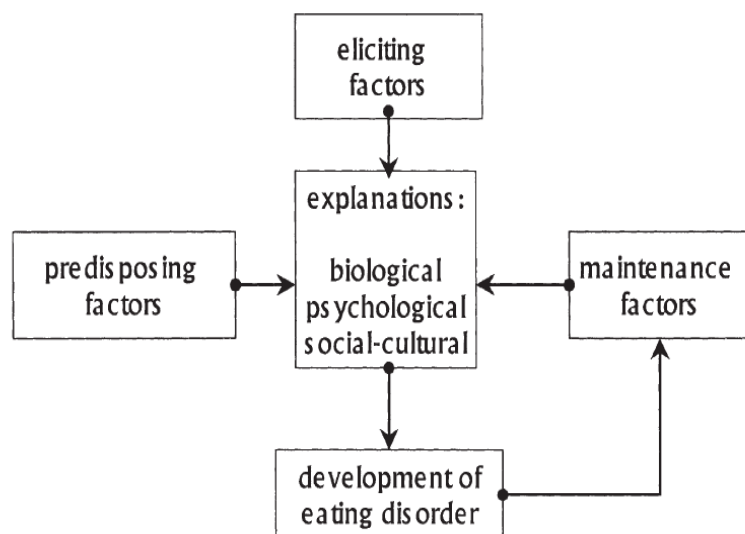 eliciting
factors
explanations:
biological
psychological
social-cultural
predisposing
factors
maintenance
factors
development of
eating disorder